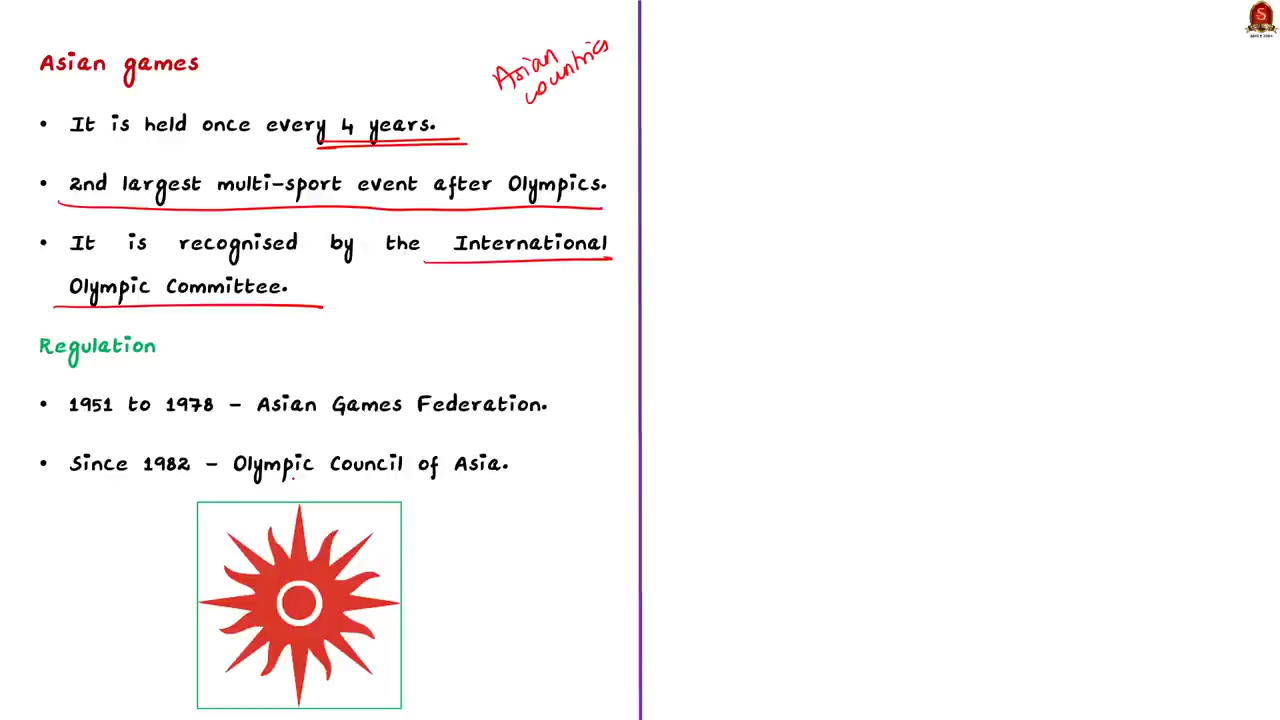 Asian games
Asian
countries
• It is held once every 4 years.
• 2nd largest multi-sport event after Olympics.
• It is recognised by the International
Olympic Committee.
Regulation
• 1951 to 1978 – Asian Games Federation.
• Since 1982 – Olympic Council of Asia.
S